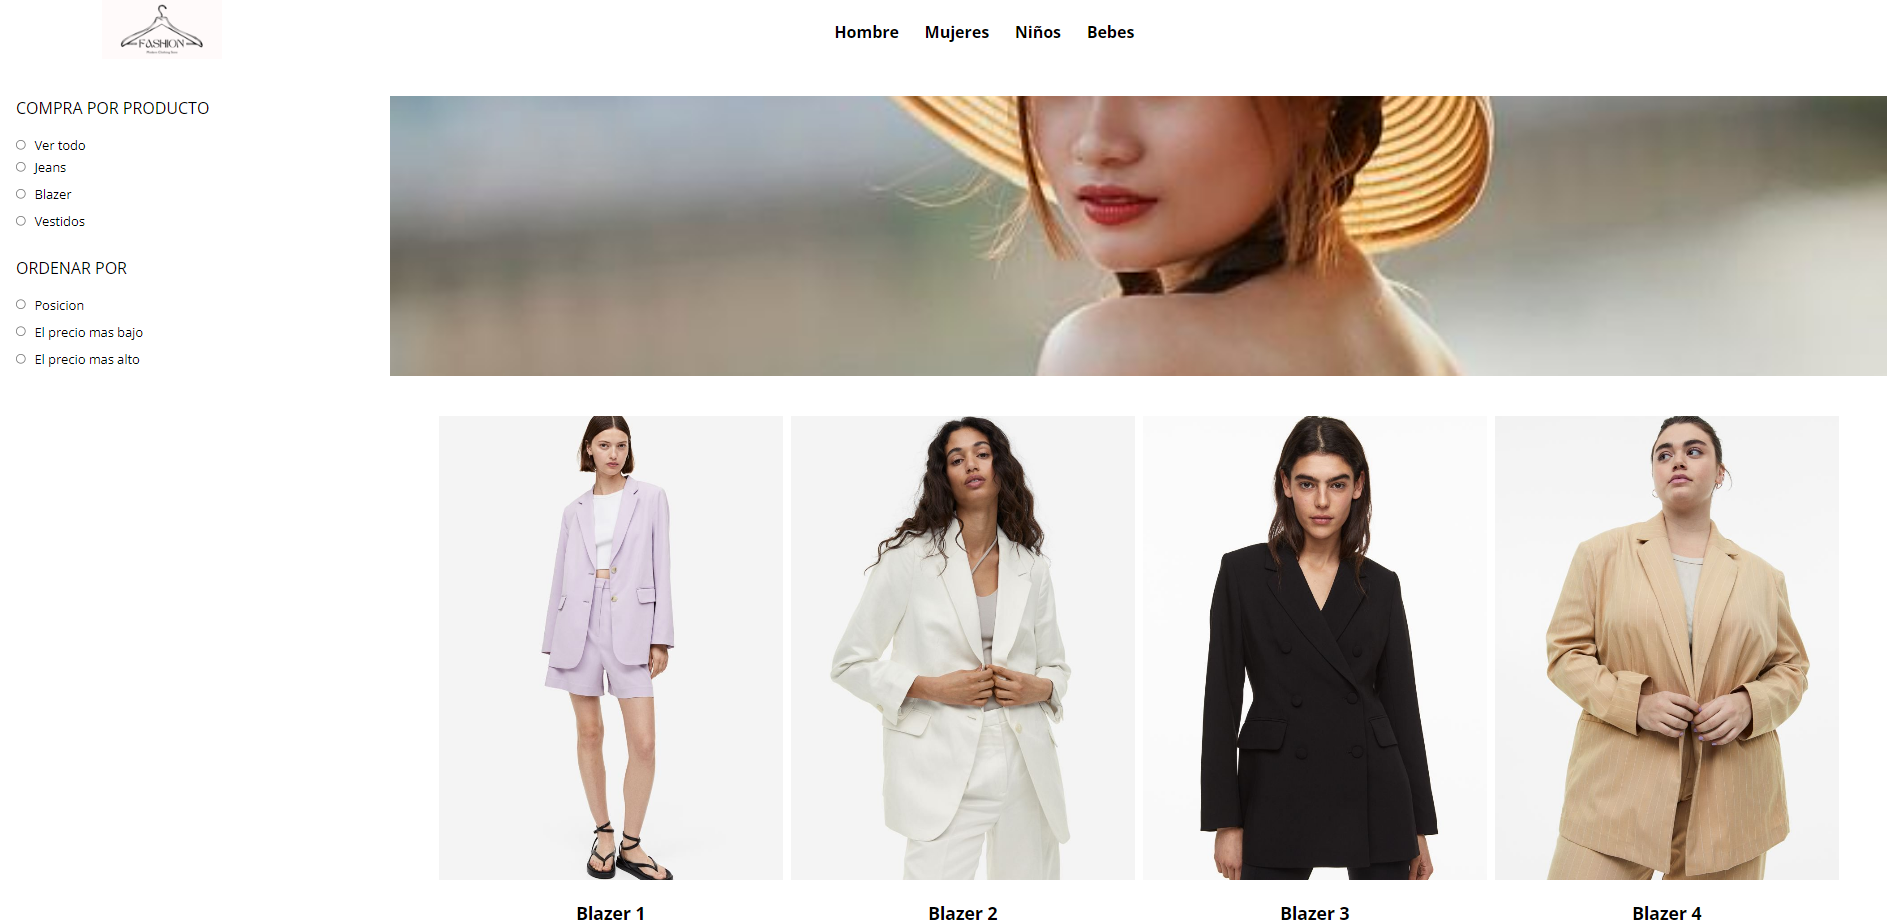 FASHION
Hombre Mujeres Niños Bebes
COMPRA POR PRODUCTO
Ver todo
Jeans
Blazer
Vestidos
ORDENAR POR
Posicion
El precio mas bajo
El precio mas alto
Blazer 1 Blazer 2 Blazer 3 Blazer 4